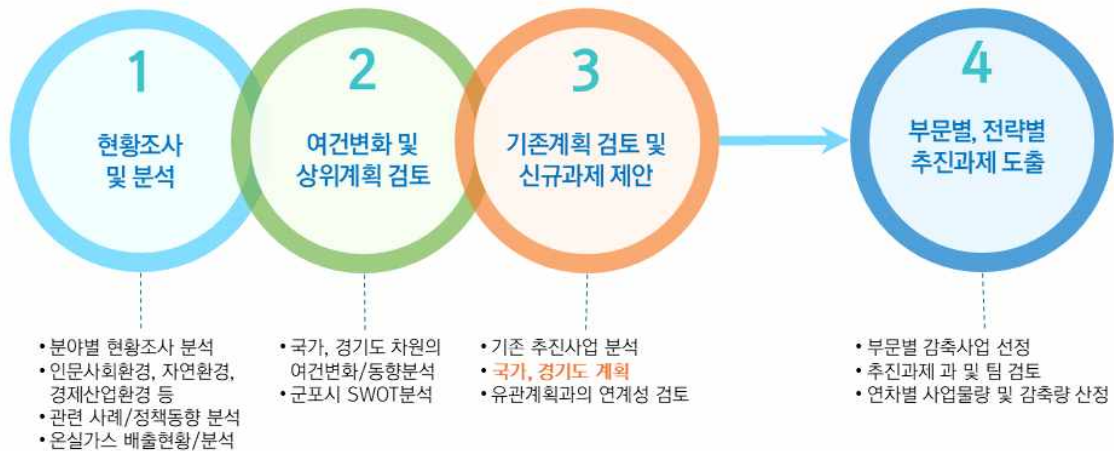 1
현황조사
및 분석
2
여건변화 및
상위계획 검토
3
기존계획 검토 및
신규과제 제안
4
부문별, 전략별
추진과제 도출
• 분야별 현황조사 분석
• 인문사회환경, 자연환경,
경제산업환경 등
• 관련 사례/정책동향 분석
• 온실가스 배출현황/분석
• 국가, 경기도 차원의
여건변화/동향분석
• 군포시 SWOT분석
• 기존 추진사업 분석
• 국가, 경기도 계획
• 유관계획과의 연계성 검토
• 부문별 감축사업 선정
• 추진과제 과 및 팀 검토
• 연차별 사업물량 및 감축량 산정